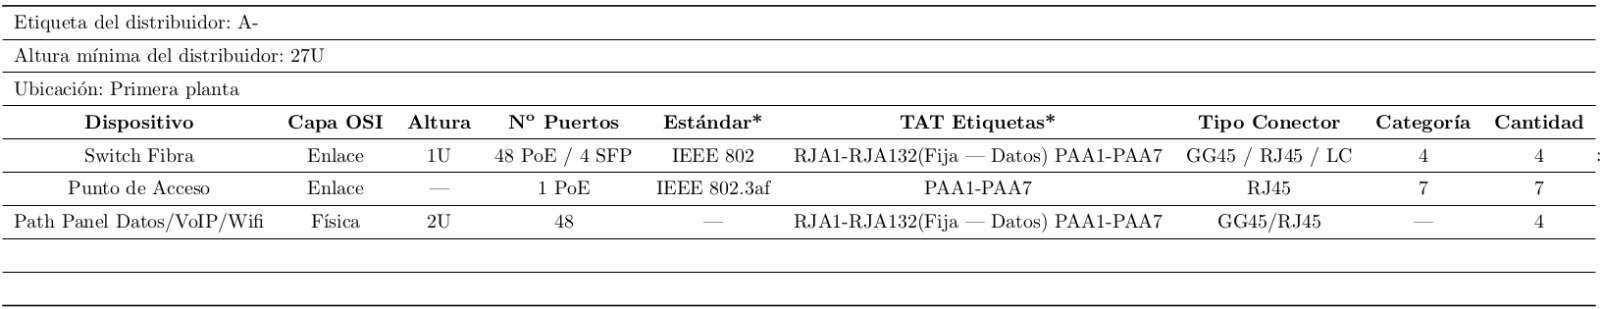 Etiqueta del distribuidor: A-
Altura mínima del distribuidor: 27U
Ubicación: Primera planta
Dispositivo Capa OSI Altura Nº Puertos Estándar* TAT Etiquetas* Tipo Conector Categoría Cantidad
Switch Fibra Enlace 1U 48 PoE / 4 SFP IEEE 802 RJA1-RJA132(Fija — Datos) PAA1-PAA7 GG45 / RJ45 / LC 4 4 :
Punto de Acceso Enlace — 1 PoE IEEE 802.3af PAA1-PAA7 RJ45 7 7
Path Panel Datos/VoIP/Wifi Física 2U 48 — RJA1-RJA132(Fija — Datos) PAA1-PAA7 GG45/RJ45 — 4